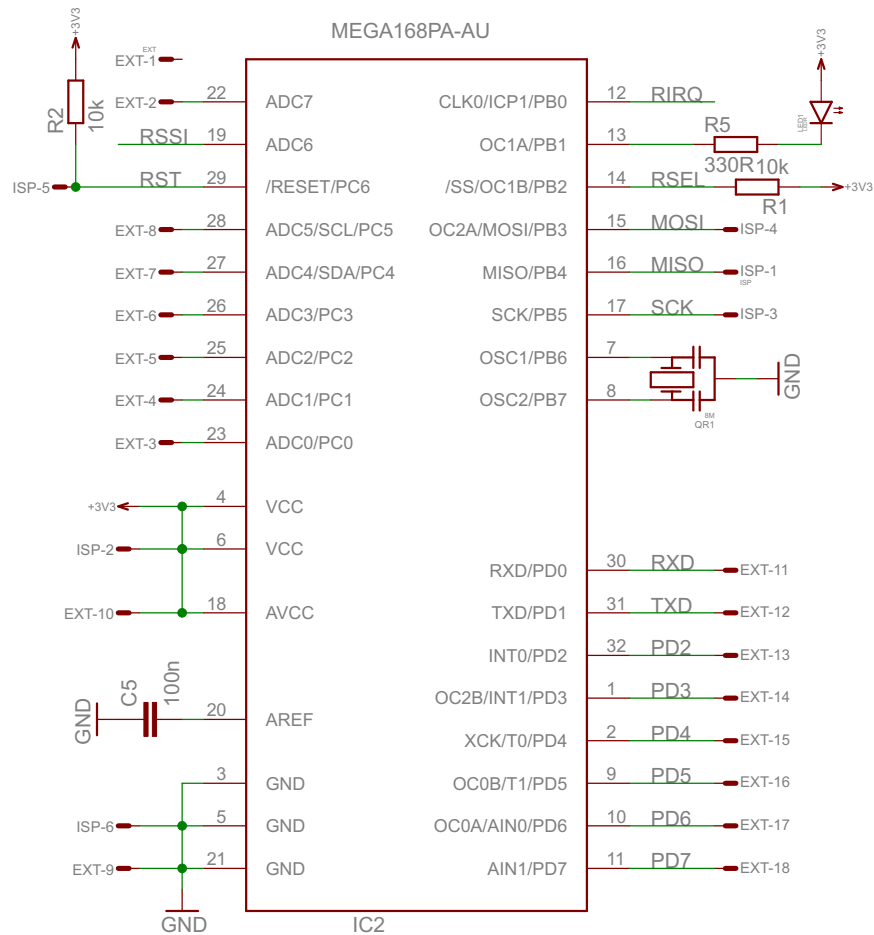 MEGA168PA-AU
+3V3
R2
10k
ISP-5
RST
29
/RESET/PC6
EXT
EXT-1
EXT-2
22
ADC7
RSSI
19
ADC6
EXT-8
28
ADC5/SCL/PC5
EXT-7
27
ADC4/SDA/PC4
EXT-6
26
ADC3/PC3
EXT-5
25
ADC2/PC2
EXT-4
24
ADC1/PC1
EXT-3
23
ADC0/PC0
+3V3
4
VCC
ISP-2
6
VCC
EXT-10
18
AVCC
GND
C5
100n
20
AREF
3
GND
ISP-6
5
GND
EXT-9
21
GND
GND
CLK0/ICP1/PB0
12
RIRQ
OC1A/PB1
13
R5
330R
LED1
+3V3
/SS/OC1B/PB2
14
RSEL
10k
R1
+3V3
OC2A/MOSI/PB3
15
MOSI
ISP-4
MISO/PB4
16
MISO
ISP-1
ISP
SCK/PB5
17
SCK
ISP-3
OSC1/PB6
7
OSC2/PB7
8
8M
QR1
GND
RXD/PD0
30
RXD
EXT-11
TXD/PD1
31
TXD
EXT-12
INT0/PD2
32
PD2
EXT-13
OC2B/INT1/PD3
1
PD3
EXT-14
XCK/T0/PD4
2
PD4
EXT-15
OC0B/T1/PD5
9
PD5
EXT-16
OC0A/AIN0/PD6
10
PD6
EXT-17
AIN1/PD7
11
PD7
EXT-18
IC2